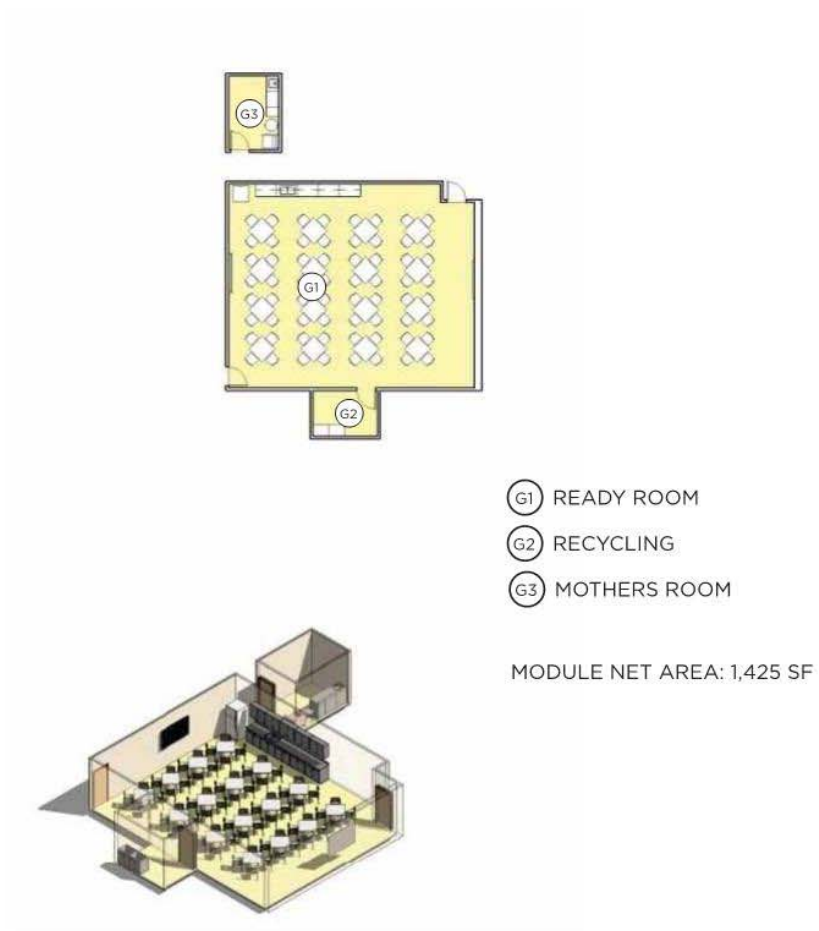 G3
G1
G2
G1 READY ROOM
G2 RECYCLING
G3 MOTHERS ROOM
MODULE NET AREA: 1,425 SF